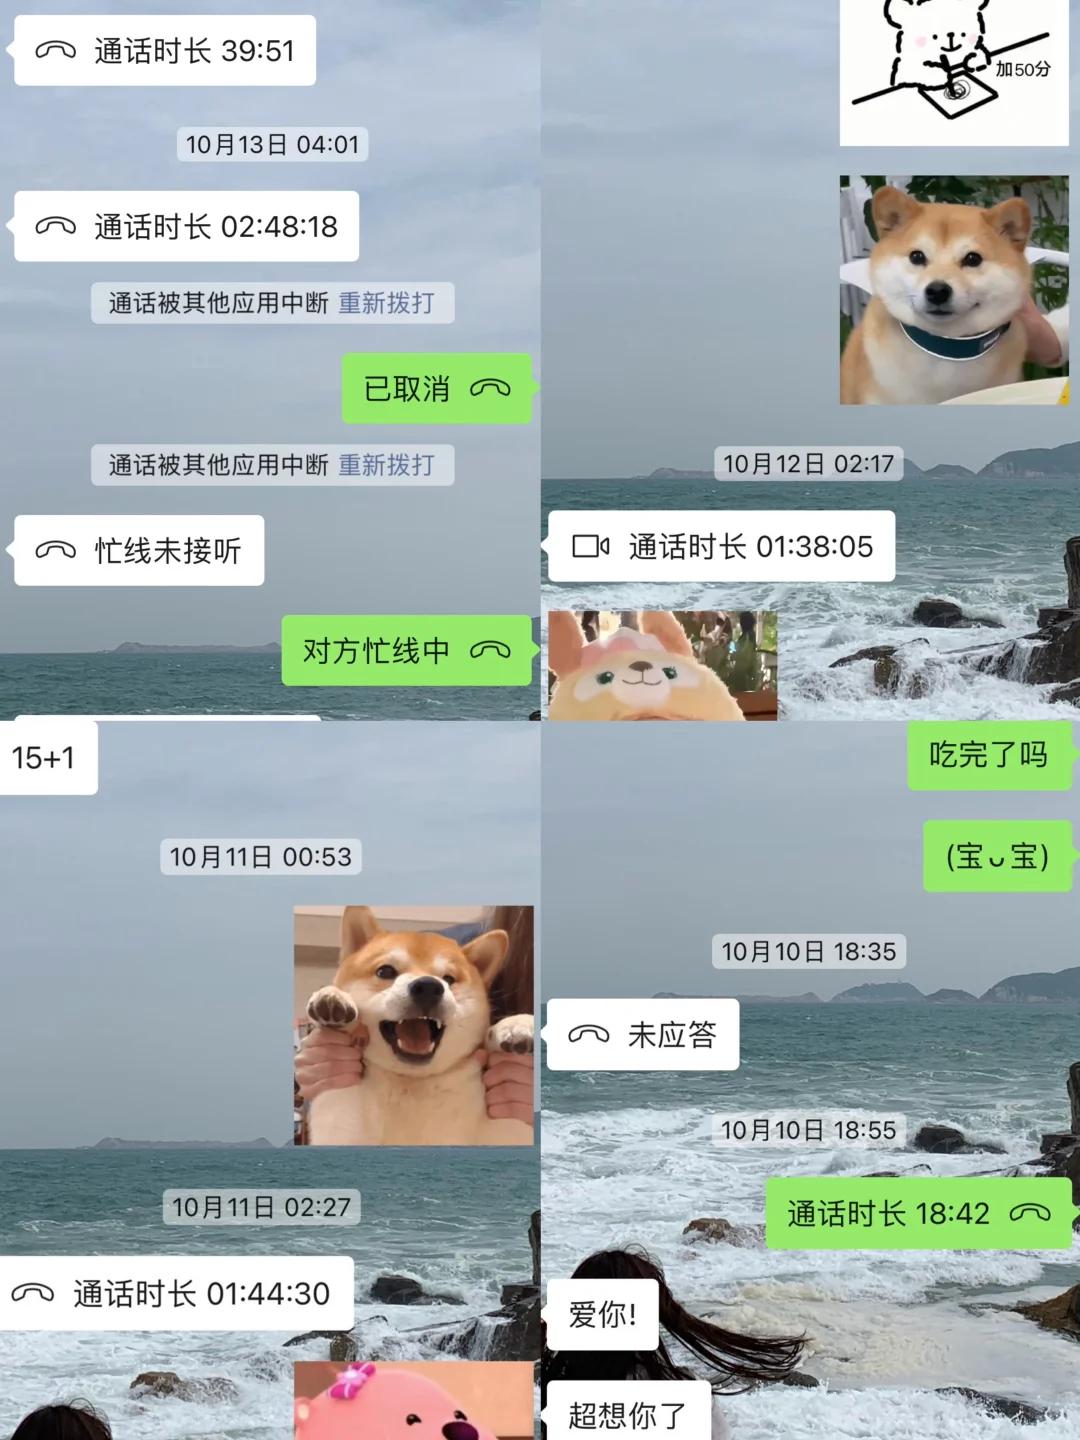 通话时长 39:51
10月13日 04:01
通话时长 02:48:18
通话被其他应用中断 重新拨打
已取消
通话被其他应用中断 重新拨打
忙线未接听
对方忙线中
加50分
10月12日 02:17
通话时长 01:38:05
15+1
10月11日 00:53
10月11日 02:27
通话时长 01:44:30
吃完了吗
(宝ᴗ宝)
10月10日 18:35
未应答
10月10日 18:55
通话时长 18:42
爱你!
超想你了